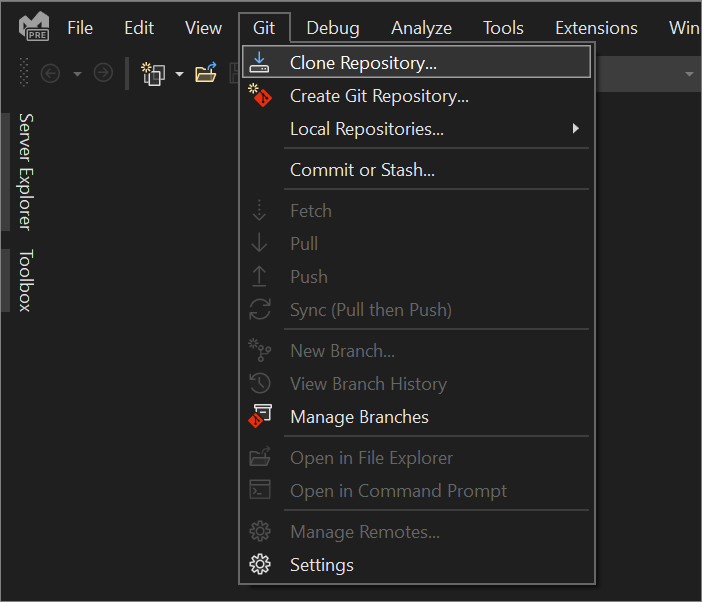 PRE
File Edit View Git Debug Analyze Tools Extensions Win
Clone Repository...
Create Git Repository...
Local Repositories...
Commit or Stash...
Fetch
Pull
Push
Sync (Pull then Push)
New Branch...
View Branch History
Manage Branches
Open in File Explorer
Open in Command Prompt
Manage Remotes...
Settings
Server Explorer
Toolbox